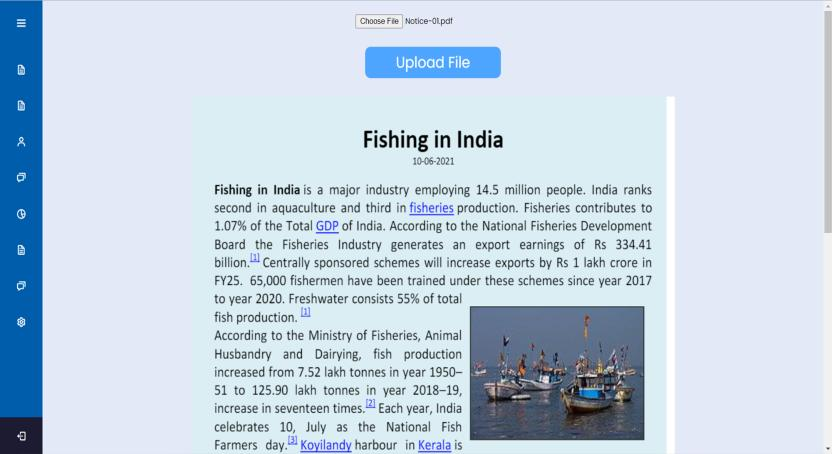 Choose File Notice-01.pdf
Upload File
Fishing in India
10-06-2021
Fishing in India is a major industry employing 14.5 million people. India ranks
second in aquaculture and third in fisheries production. Fisheries contributes to
1.07% of the Total GDP of India. According to the National Fisheries Development
Board the Fisheries Industry generates an export earnings of Rs 334.41
billion.[1] Centrally sponsored schemes will increase exports by Rs 1 lakh crore in
FY25. 65,000 fishermen have been trained under these schemes since year 2017
to year 2020. Freshwater consists 55% of total
fish production. [1]
According to the Ministry of Fisheries, Animal
Husbandry and Dairying, fish production
increased from 7.52 lakh tonnes in year 1950–
51 to 125.90 lakh tonnes in year 2018–19,
increase in seventeen times.[2] Each year, India
celebrates 10, July as the National Fish
Farmers day.[3] Koyilandy harbour in Kerala is